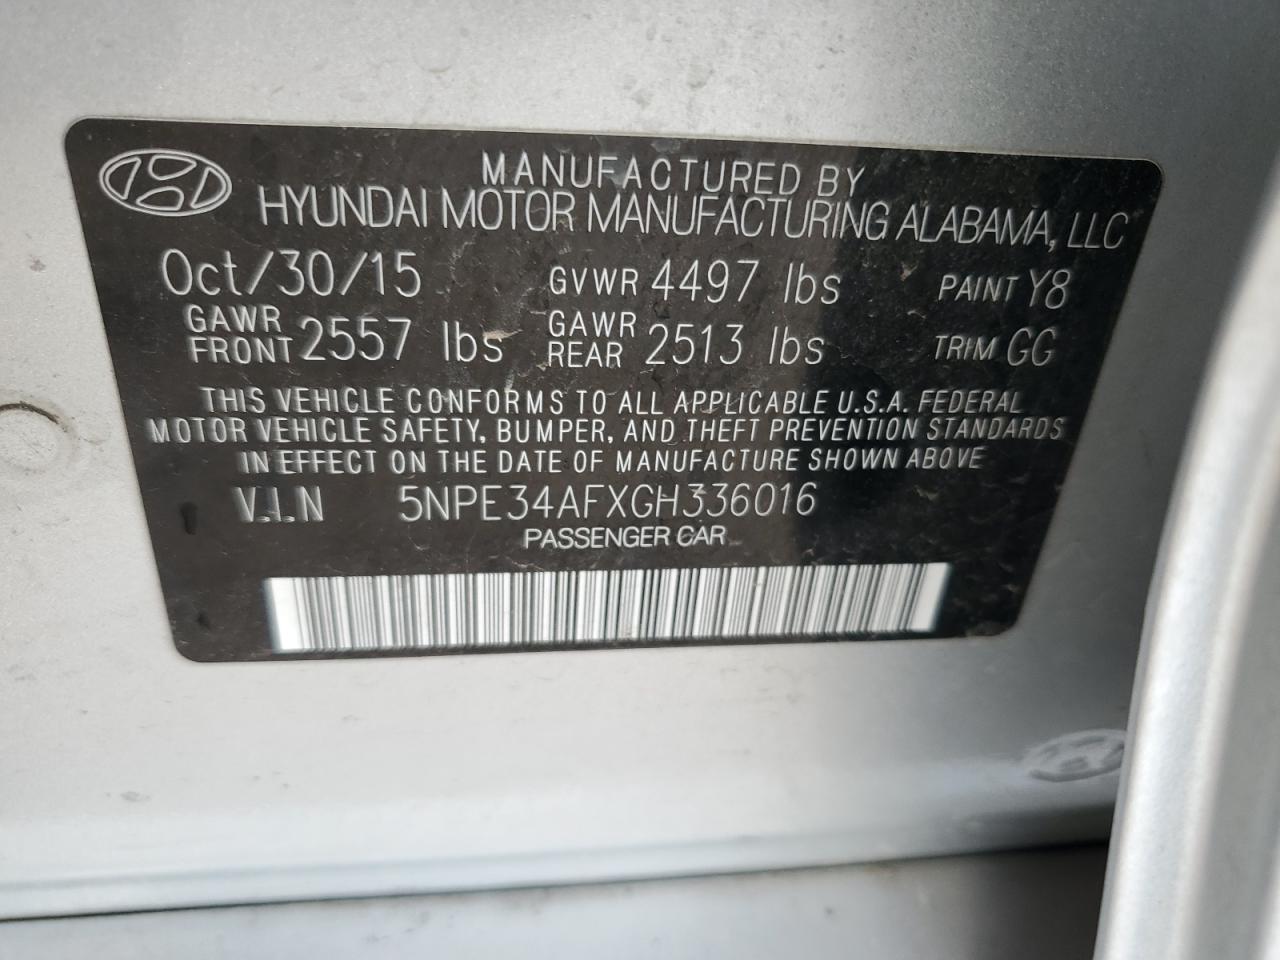 MANUFACTURED BY
HYUNDAI MOTOR MANUFACTURING ALABAMA, LLC
Oct/30/15 GVWR 4497 lbs PAINT Y8
GAWR FRONT 2557 lbs GAWR REAR 2513 lbs TRIM GG
THIS VEHICLE CONFORMS TO ALL APPLICABLE U.S.A. FEDERAL
MOTOR VEHICLE SAFETY, BUMPER, AND THEFT PREVENTION STANDARDS
IN EFFECT ON THE DATE OF MANUFACTURE SHOWN ABOVE
V.I.N 5NPE34AFXGH336016
PASSENGER CAR